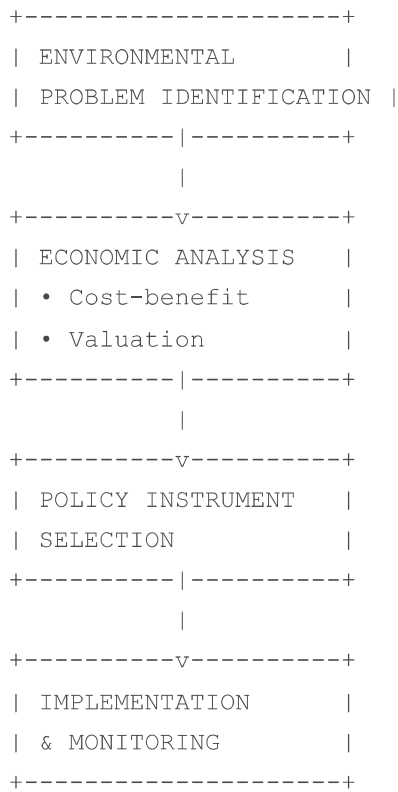 +---------------------+
| ENVIRONMENTAL       |
| PROBLEM IDENTIFICATION |
+----------|----------+
           |
+----------v----------+
| ECONOMIC ANALYSIS   |
| • Cost-benefit      |
| • Valuation         |
+----------|----------+
           |
+----------v----------+
| POLICY INSTRUMENT   |
| SELECTION           |
+----------|----------+
           |
+----------v----------+
| IMPLEMENTATION      |
| & MONITORING        |
+---------------------+